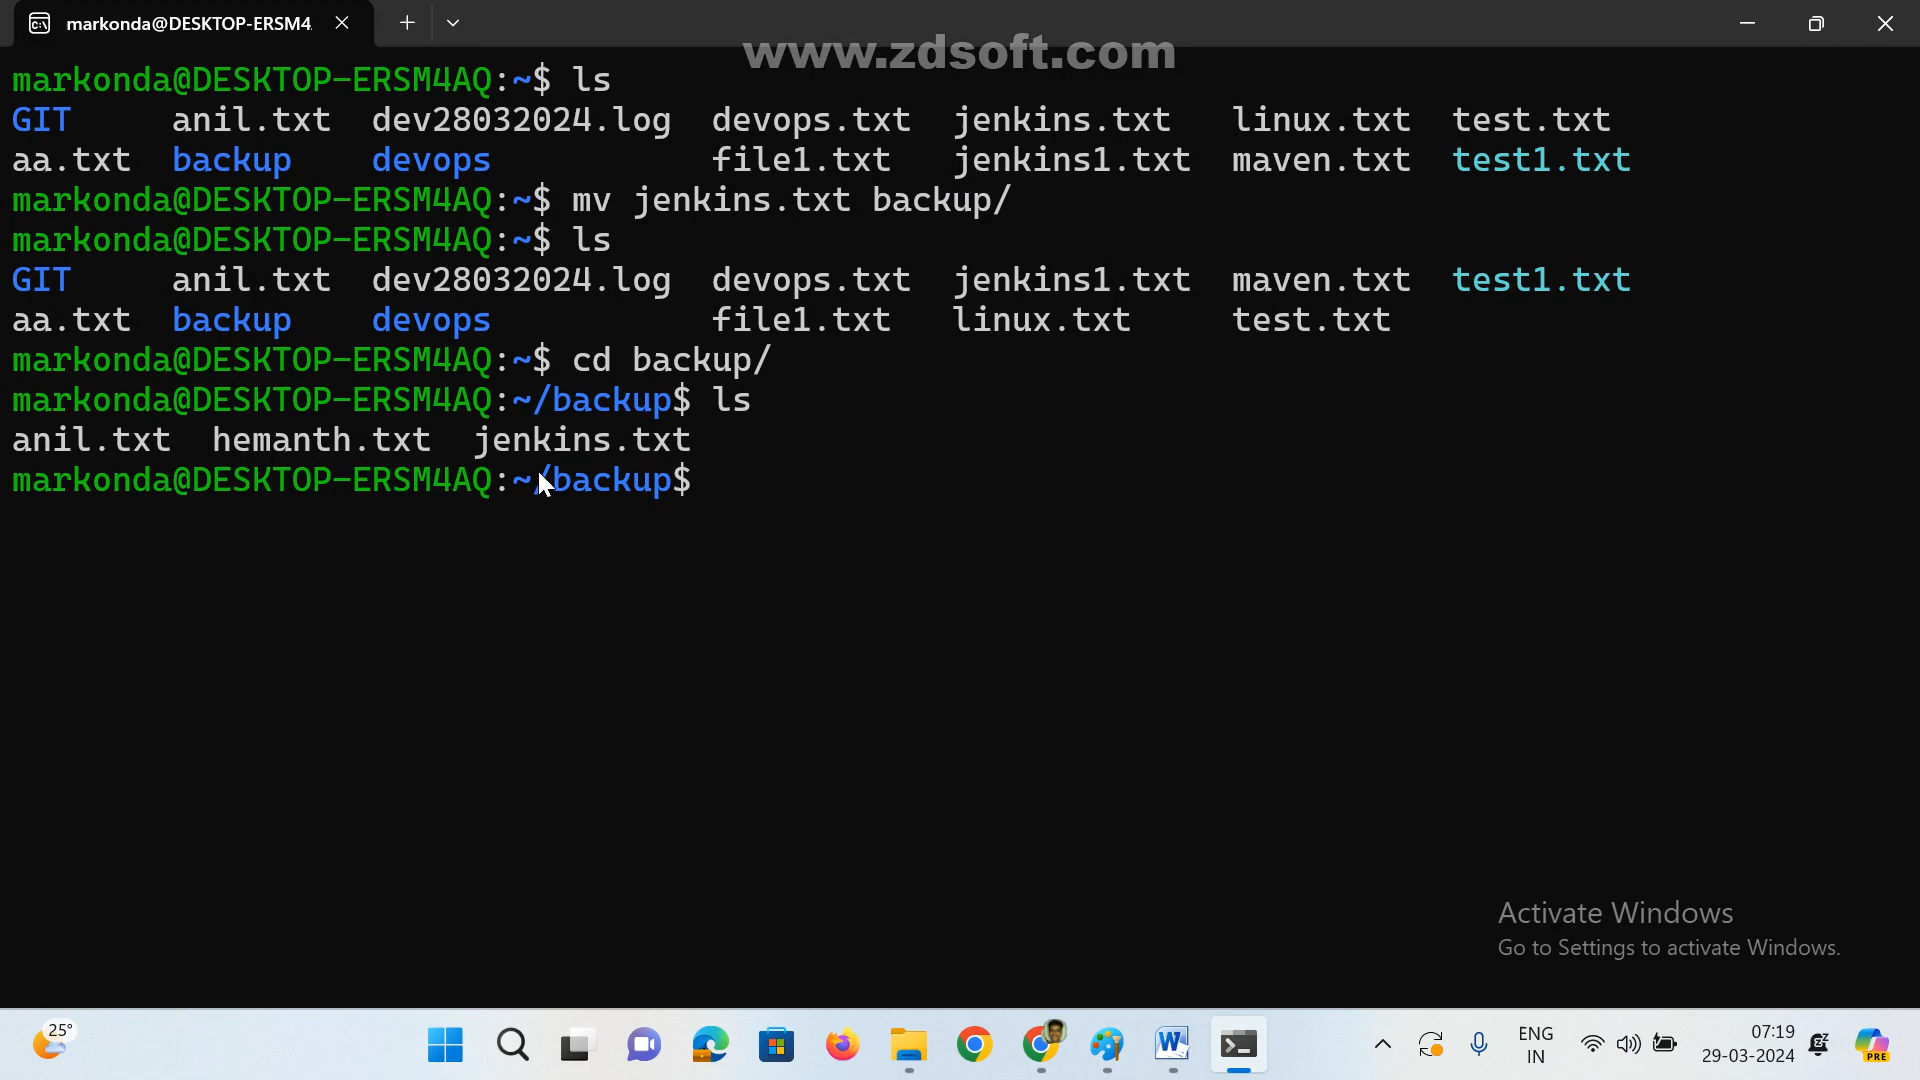 markonda@DESKTOP-ERSM4
www.zdsoft.com
markonda@DESKTOP-ERSM4AQ:~$ ls
GIT anil.txt dev28032024.log devops.txt jenkins.txt linux.txt test.txt
aa.txt backup devops file1.txt jenkins1.txt maven.txt test1.txt
markonda@DESKTOP-ERSM4AQ:~$ mv jenkins.txt backup/
markonda@DESKTOP-ERSM4AQ:~$ ls
GIT anil.txt dev28032024.log devops.txt jenkins1.txt maven.txt test1.txt
aa.txt backup devops file1.txt linux.txt test.txt
markonda@DESKTOP-ERSM4AQ:~$ cd backup/
markonda@DESKTOP-ERSM4AQ:~/backup$ ls
anil.txt hemanth.txt jenkins.txt
markonda@DESKTOP-ERSM4AQ:~/backup$
Activate Windows
Go to Settings to activate Windows.
25°
ENG
IN
07:19
29-03-2024
PRE